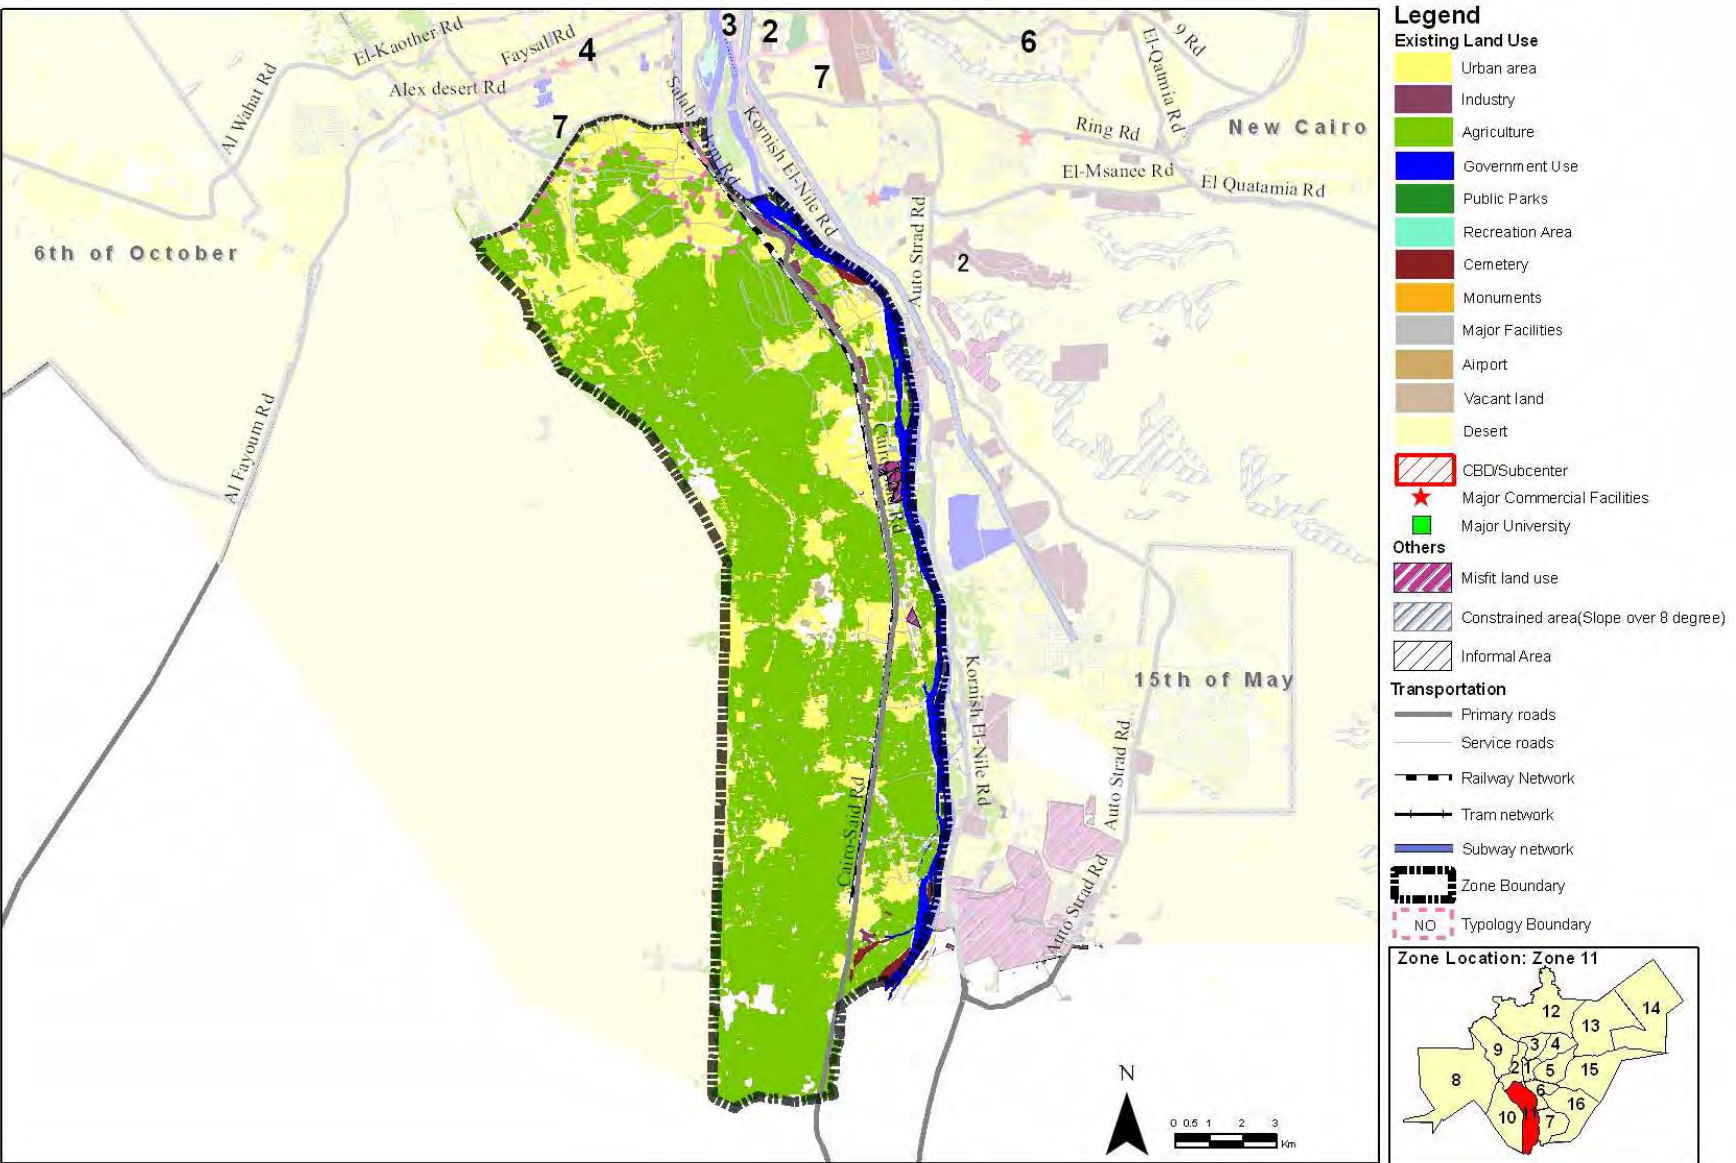 3
2
6
4
7
7
El-Kaother Rd
Faysal Rd
Alex desert Rd
Al Wahat Rd
9 Rd
El-Qatmia Rd
Ring Rd
New Cairo
El-Msanee Rd
El Quatamia Rd
Kornish El-Nile Rd
Auto Strad Rd
6th of October
2
Al Fayoum Rd
15th of May
Kornish El-Nile Rd
Auto Strad Rd
Cairo-Said Rd
Auto Strad Rd
N
0 0.5 1 2 3
Km
Legend
Existing Land Use
Urban area
Industry
Agriculture
Government Use
Public Parks
Recreation Area
Cemetery
Monuments
Major Facilities
Airport
Vacant land
Desert
CBD/Subcenter
Major Commercial Facilities
Major University
Others
Misfit land use
Constrained area(Slope over 8 degree)
Informal Area
Transportation
Primary roads
Service roads
Railway Network
Tram network
Subway network
Zone Boundary
NO Typology Boundary
Zone Location: Zone 11
14
12
13
3 4
9
2 1 5 15
8
6
16
10 11 7